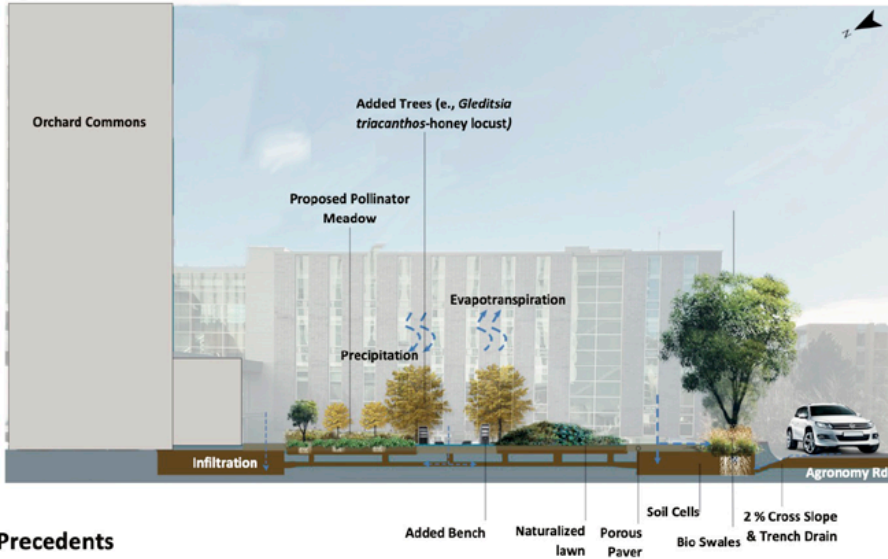 N
Orchard Commons
Added Trees (e., Gleditsia
triacanthos-honey locust)
Proposed Pollinator
Meadow
Evapotranspiration
Precipitation
Infiltration
Agronomy Rd
Soil Cells
2 % Cross Slope
& Trench Drain
Added Bench
Naturalized
lawn
Porous
Paver
Bio Swales
Precedents